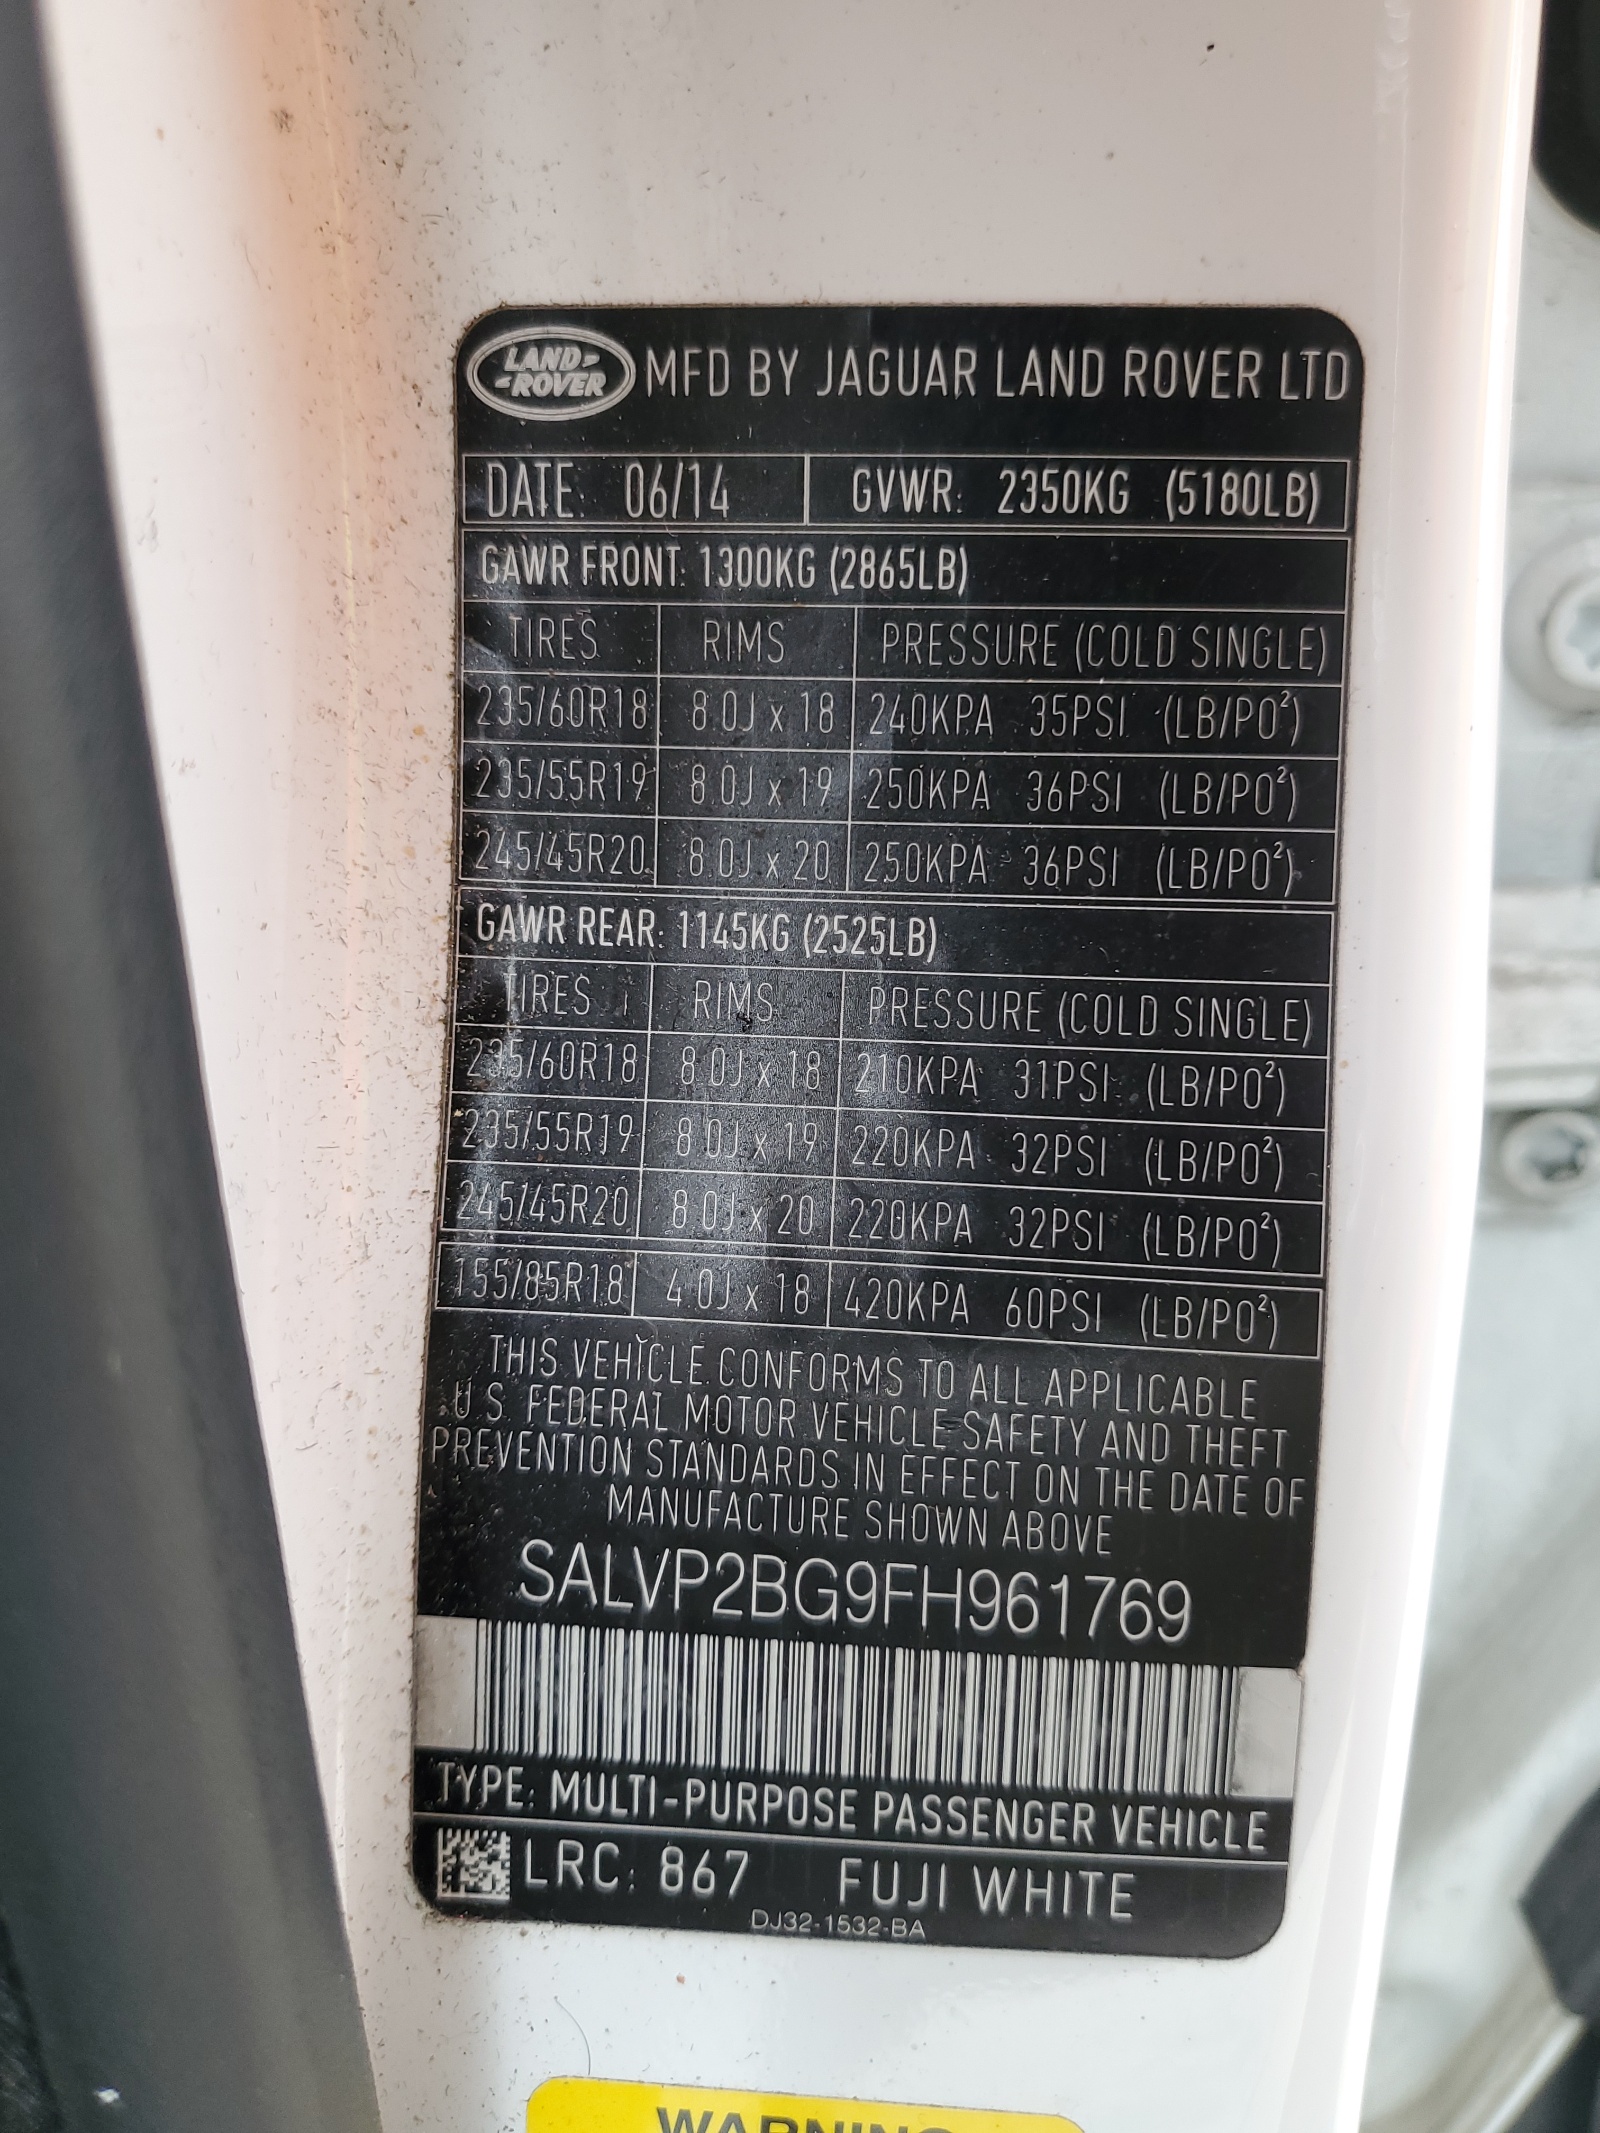 LAND-
-ROVER MFD BY JAGUAR LAND ROVER LTD
DATE: 06/14 GVWR: 2350KG (5180LB)
GAWR FRONT: 1300KG (2865LB)
TIRES RIMS PRESSURE (COLD SINGLE)
235/60R18 8.0J x 18 240KPA 35PSI (LB/PO²)
235/55R19 8.0J x 19 250KPA 36PSI (LB/PO²)
245/45R20 8.0J x 20 250KPA 36PSI (LB/PO²)
GAWR REAR: 1145KG (2525LB)
TIRES RIMS PRESSURE (COLD SINGLE)
235/60R18 8.0J x 18 210KPA 31PSI (LB/PO²)
235/55R19 8.0J x 19 220KPA 32PSI (LB/PO²)
245/45R20 8.0J x 20 220KPA 32PSI (LB/PO²)
155/85R18 4.0J x 18 420KPA 60PSI (LB/PO²)
THIS VEHICLE CONFORMS TO ALL APPLICABLE
U.S. FEDERAL MOTOR VEHICLE SAFETY AND THEFT
PREVENTION STANDARDS IN EFFECT ON THE DATE OF
MANUFACTURE SHOWN ABOVE
SALVP2BG9FH961769
TYPE: MULTI-PURPOSE PASSENGER VEHICLE
LRC: 867 FUJI WHITE
DJ32-1532-BA
WARNING